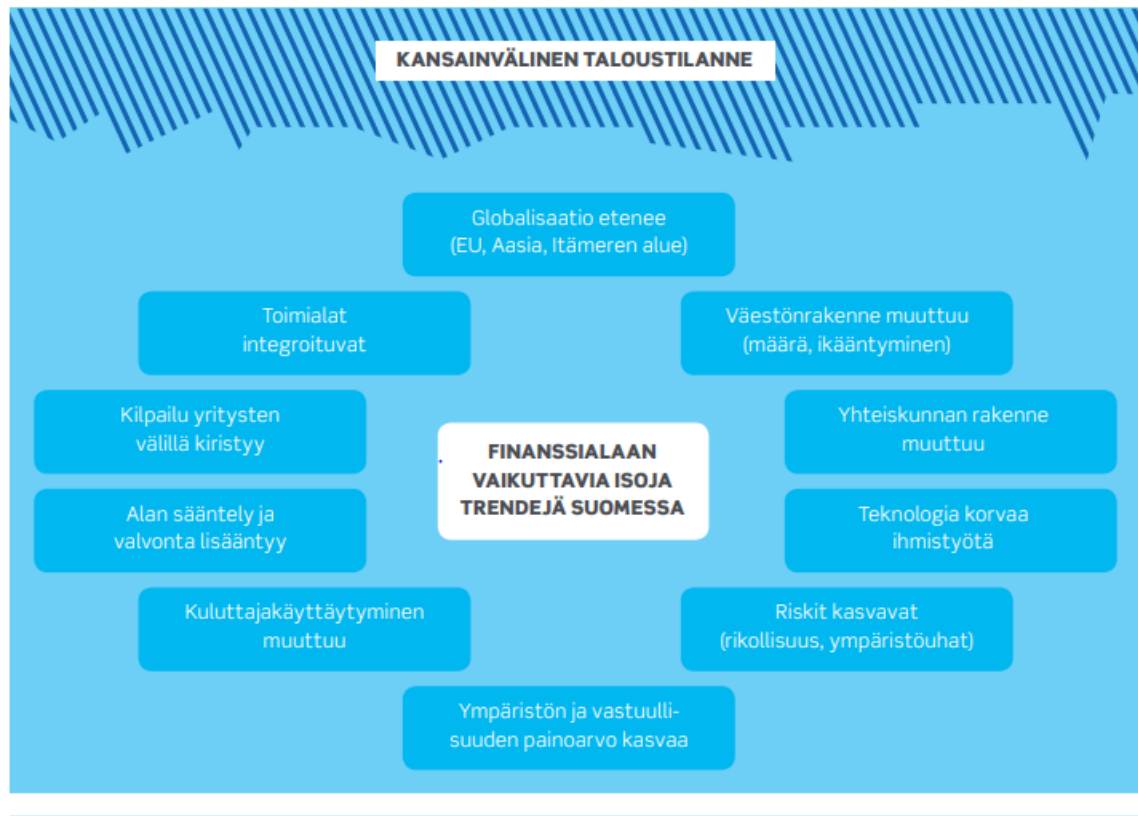 KANSAINVÄLINEN TALOUSTILANNE
Globalisaatio etenee
(EU, Aasia, Itämeren alue)
Toimialat
integroituvat
Väestönrakenne muuttuu
(määrä, ikääntyminen)
Kilpailu yritysten
välillä kiristyy
Yhteiskunnan rakenne
muuttuu
FINANSSIALAAN
VAIKUTTAVIA ISOJA
TRENDEJÄ SUOMESSA
Alan sääntely ja
valvonta lisääntyy
Teknologia korvaa
ihmistyötä
Kuluttajakäyttäytyminen
muuttuu
Riskit kasvavat
(rikollisuus, ympäristöuhat)
Ympäristön ja vastuulli-
suuden painoarvo kasvaa